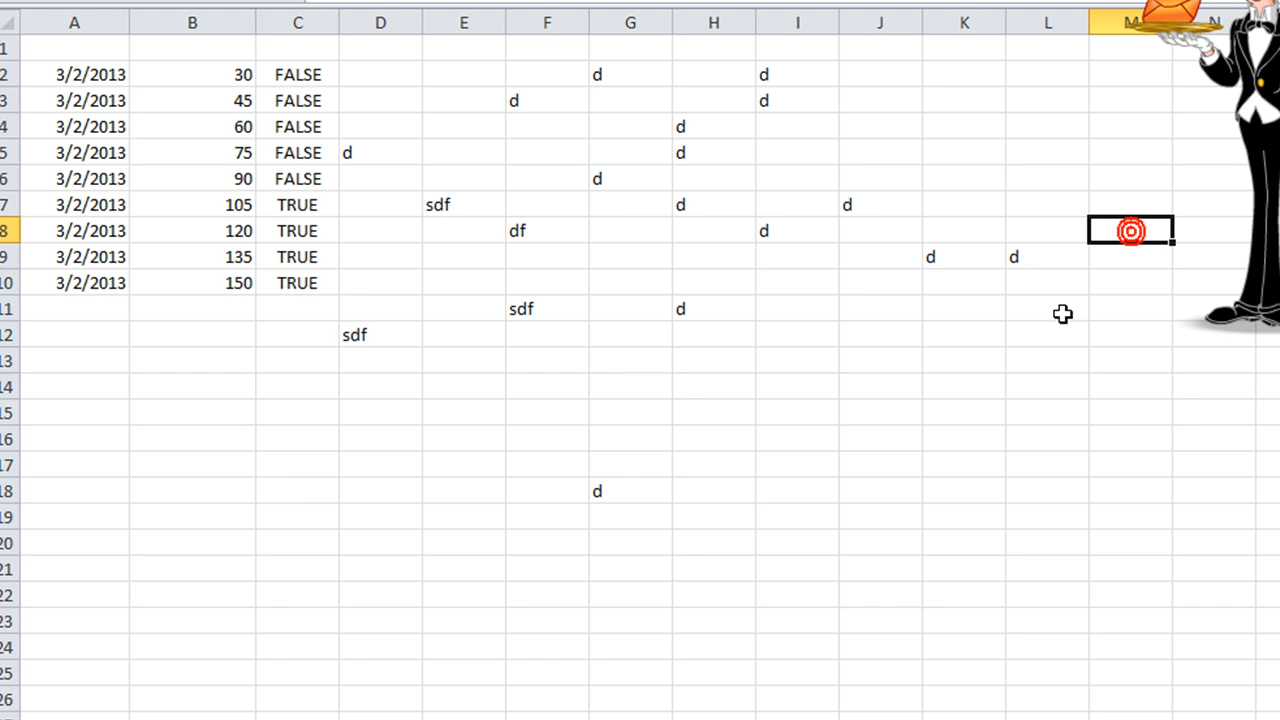 A B C D E F G H I J K L M N
1
2 3/2/2013 30 FALSE d d
3 3/2/2013 45 FALSE d d
4 3/2/2013 60 FALSE d
5 3/2/2013 75 FALSE d d
6 3/2/2013 90 FALSE d
7 3/2/2013 105 TRUE sdf d d
8 3/2/2013 120 TRUE df d
9 3/2/2013 135 TRUE d d
10 3/2/2013 150 TRUE
11 sdf d
12 sdf
13
14
15
16
17
18 d
19
20
21
22
23
24
25
26